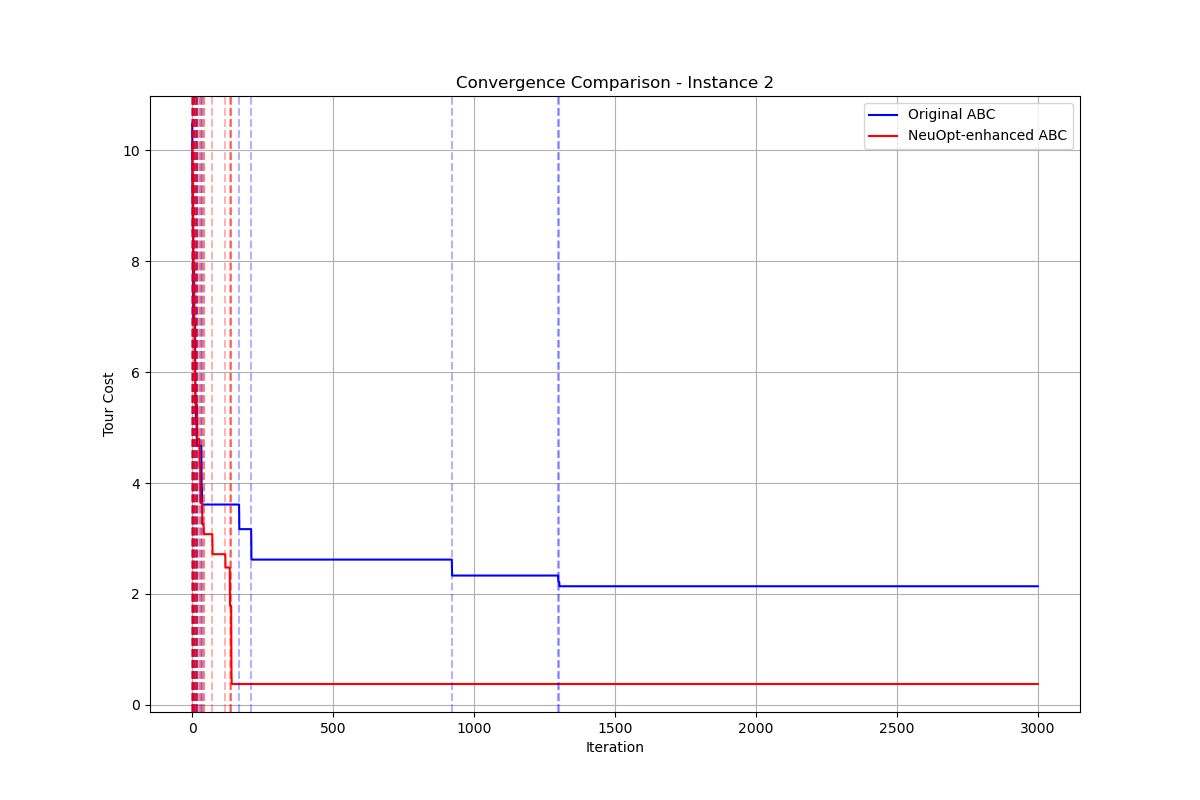 Convergence Comparison - Instance 2
Original ABC
NeuOpt-enhanced ABC
Tour Cost
10
8
6
4
2
0
0 500 1000 1500 2000 2500 3000
Iteration